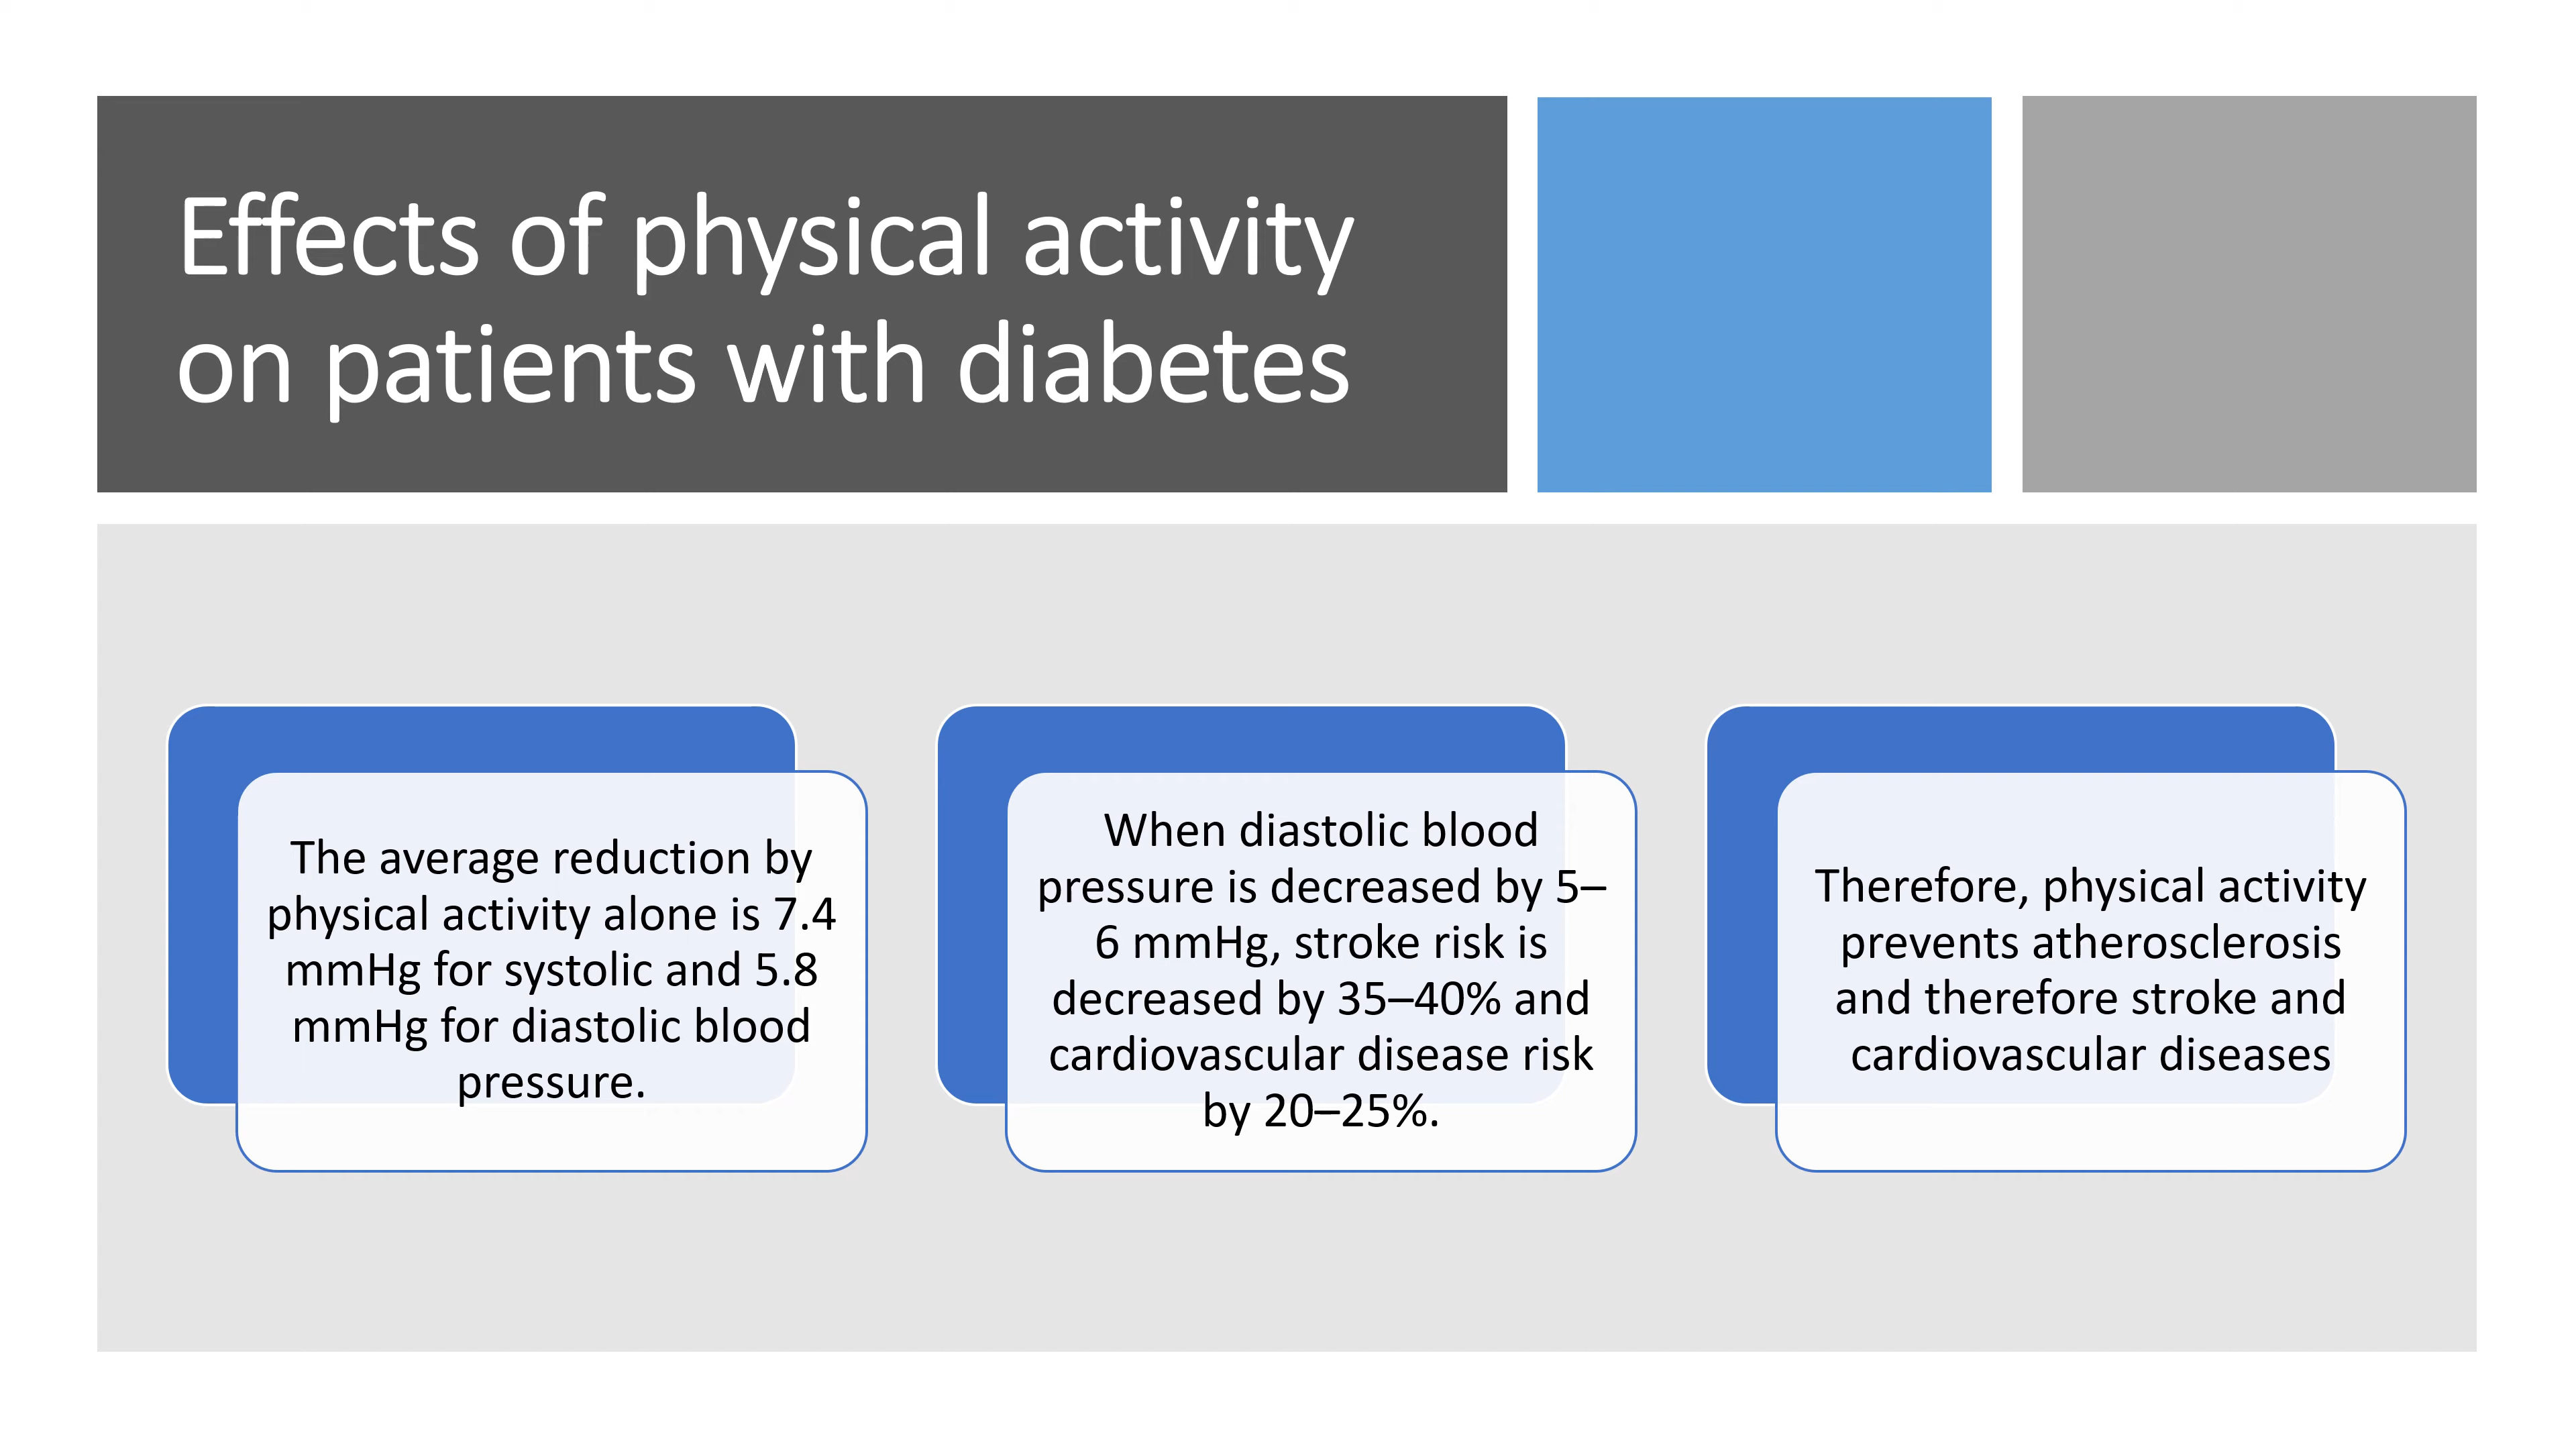 Effects of physical activity
on patients with diabetes
The average reduction by
physical activity alone is 7.4
mmHg for systolic and 5.8
mmHg for diastolic blood
pressure.
When diastolic blood
pressure is decreased by 5–
6 mmHg, stroke risk is
decreased by 35–40% and
cardiovascular disease risk
by 20–25%.
Therefore, physical activity
prevents atherosclerosis
and therefore stroke and
cardiovascular diseases